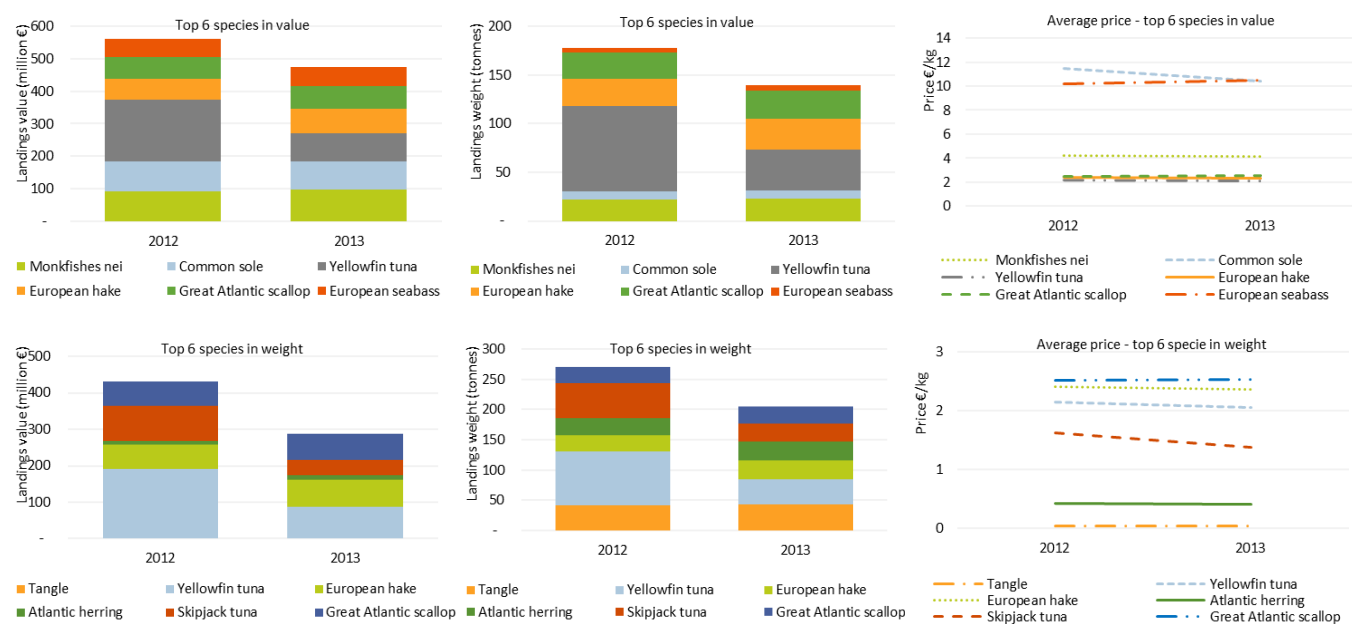 Top 6 species in value
Landings value (million €)
600
500
400
300
200
100
-
2012
2013
Monkfishes nei
Common sole
Yellowfin tuna
European hake
Great Atlantic scallop
European seabass
Top 6 species in value
Landings weight (tonnes)
200
150
100
50
-
2012
2013
Monkfishes nei
Common sole
Yellowfin tuna
European hake
Great Atlantic scallop
European seabass
Average price - top 6 species in value
Price €/kg
14
12
10
8
6
4
2
0
2012
2013
Monkfishes nei
Common sole
Yellowfin tuna
European hake
Great Atlantic scallop
European seabass
Top 6 species in weight
Landings value (million €)
500
400
300
200
100
-
2012
2013
Tangle
Yellowfin tuna
European hake
Atlantic herring
Skipjack tuna
Great Atlantic scallop
Top 6 species in weight
Landings weight (tonnes)
300
250
200
150
100
50
-
2012
2013
Tangle
Yellowfin tuna
European hake
Atlantic herring
Skipjack tuna
Great Atlantic scallop
Average price - top 6 specie in weight
Price €/kg
3
2
1
0
2012
2013
Tangle
Yellowfin tuna
European hake
Atlantic herring
Skipjack tuna
Great Atlantic scallop